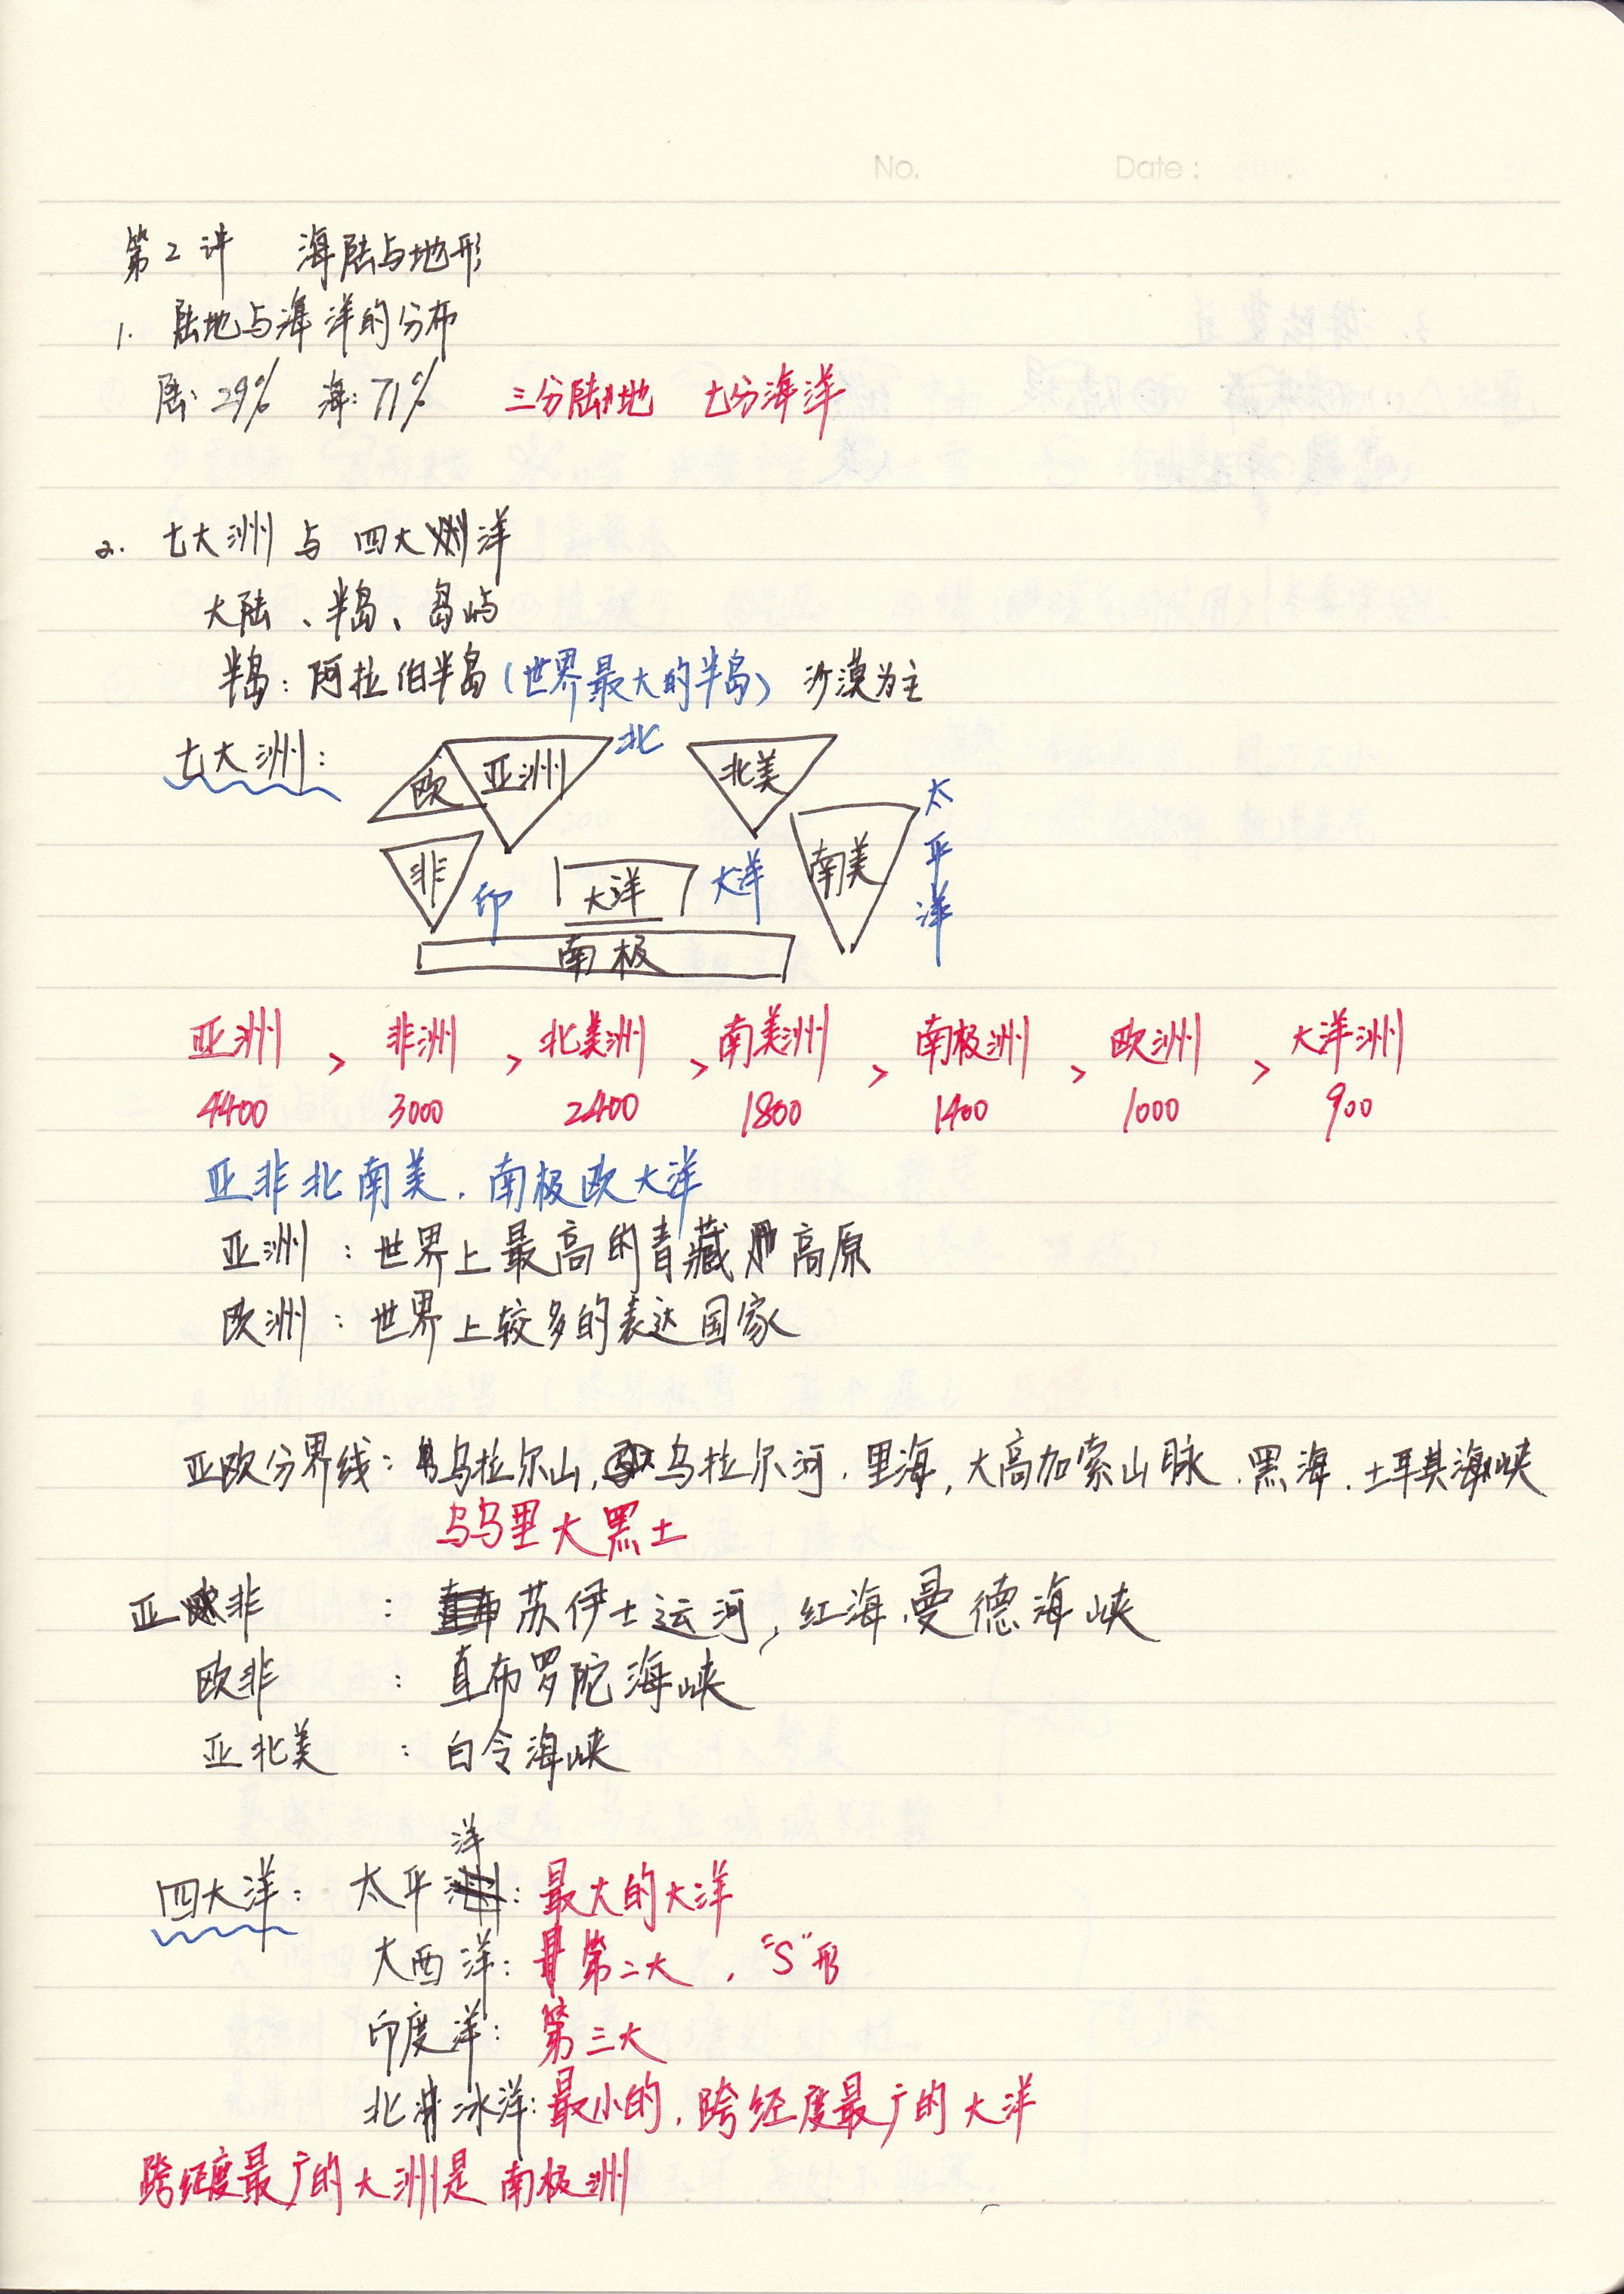 No. Date:
第2讲 海陆与地形
1. 陆地与海洋的分布
陆: 29% 海: 71% 三分陆地 七分海洋
2. 七大洲与四大洋
大陆、半岛、岛屿
半岛: 阿拉伯半岛(世界最大的半岛) 沙漠为主
七大洲:
欧 亚洲 北 北美
太平洋
非 印 大洋 大洋 南美
南极
亚洲 > 非洲 > 北美洲 > 南美洲 > 南极洲 > 欧洲 > 大洋洲
4400 3000 2400 1800 1400 1000 900
亚非北南美. 南极欧大洋
亚洲: 世界上最高的青藏高原
欧洲: 世界上较多的表达国家
亚欧分界线: 乌拉尔山, 乌拉尔河. 里海, 大高加索山脉. 黑海. 土耳其海峡
乌乌里大黑土
亚非: 苏伊士运河, 红海. 曼德海峡
欧非: 直布罗陀海峡
亚北美: 白令海峡
四大洋: 太平洋: 最大的大洋
大西洋: 第二大, "S"形
印度洋: 第三大
北冰洋: 最小的, 跨经度最广的大洋
跨经度最广的大洲是南极洲